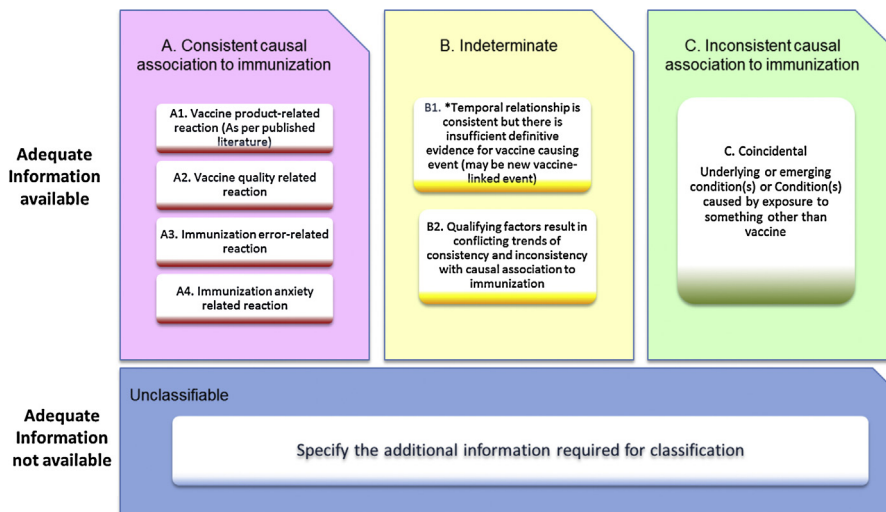 A. Consistent causal
association to immunization
A1. Vaccine product-related
reaction (As per published
literature)
A2. Vaccine quality related
reaction
A3. Immunization error-related
reaction
A4. Immunization anxiety
related reaction
B. Indeterminate
B1. *Temporal relationship is
consistent but there is
insufficient definitive
evidence for vaccine causing
event (may be new vaccine-
linked event)
B2. Qualifying factors result in
conflicting trends of
consistency and inconsistency
with causal association to
immunization
C. Inconsistent causal
association to immunization
C. Coincidental
Underlying or emerging
condition(s) or Condition(s)
caused by exposure to
something other than
vaccine
Adequate
Information
available
Unclassifiable
Specify the additional information required for classification
Adequate
Information
not available